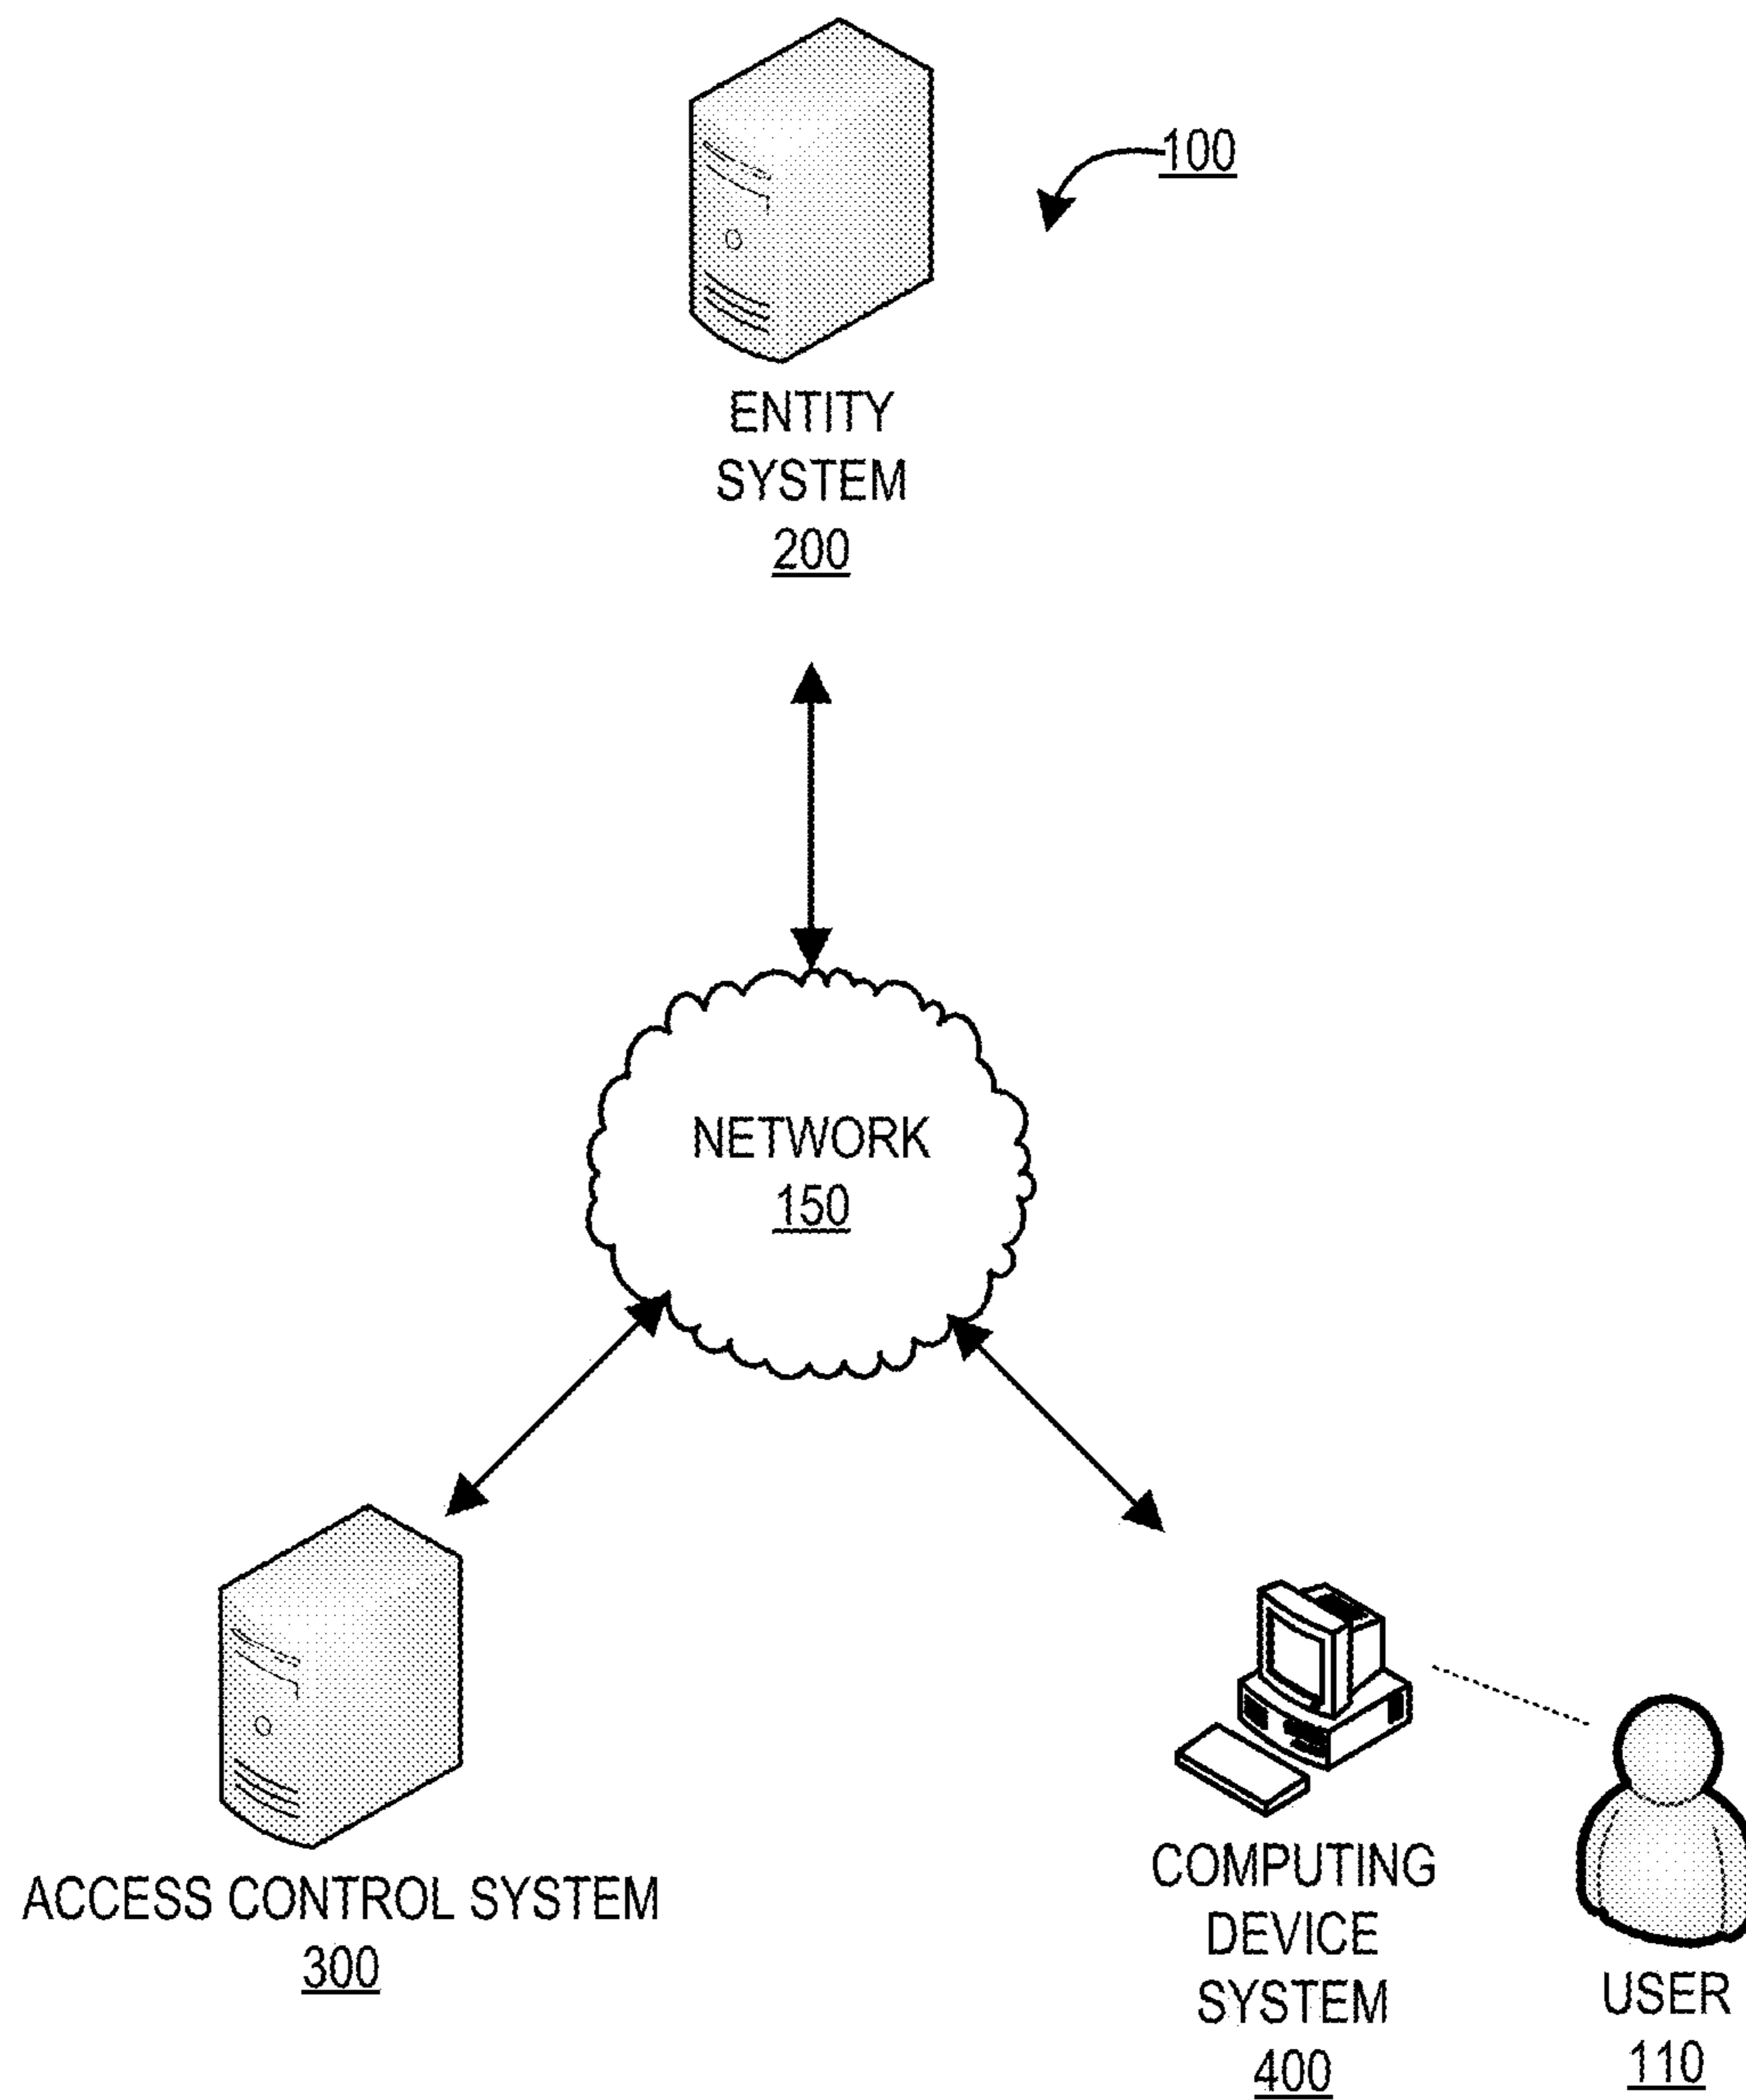 100
ENTITY
SYSTEM
200
NETWORK
150
ACCESS CONTROL SYSTEM
300
COMPUTING
DEVICE
SYSTEM
400
USER
110